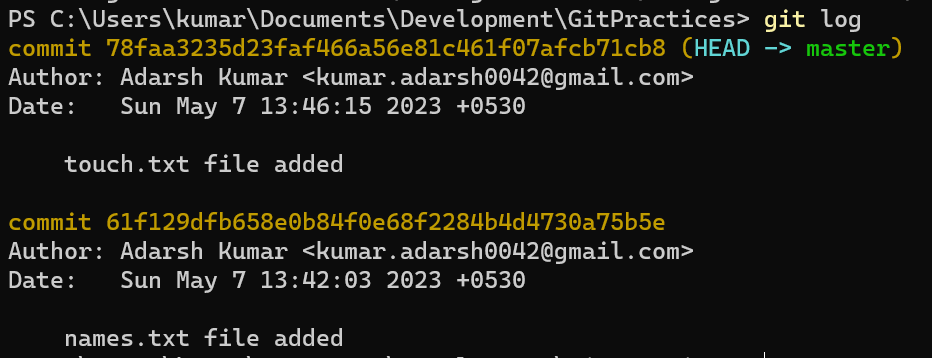 PS C:\Users\kumar\Documents\Development\GitPractices> git log
commit 78faa3235d23faf466a56e81c461f07afcb71cb8 (HEAD -> master)
Author: Adarsh Kumar <kumar.adarsh0042@gmail.com>
Date:   Sun May 7 13:46:15 2023 +0530
touch.txt file added
commit 61f129dfb658e0b84f0e68f2284b4d4730a75b5e
Author: Adarsh Kumar <kumar.adarsh0042@gmail.com>
Date:   Sun May 7 13:42:03 2023 +0530
names.txt file added